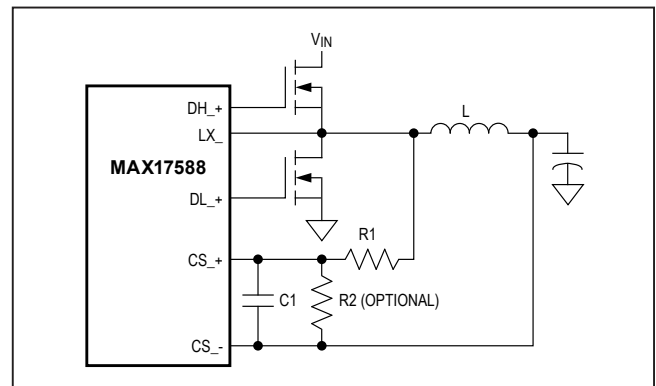 VIN
DH_+
L
LX_
MAX17588
DL_+
R1
CS_+
C1
R2 (OPTIONAL)
CS_-